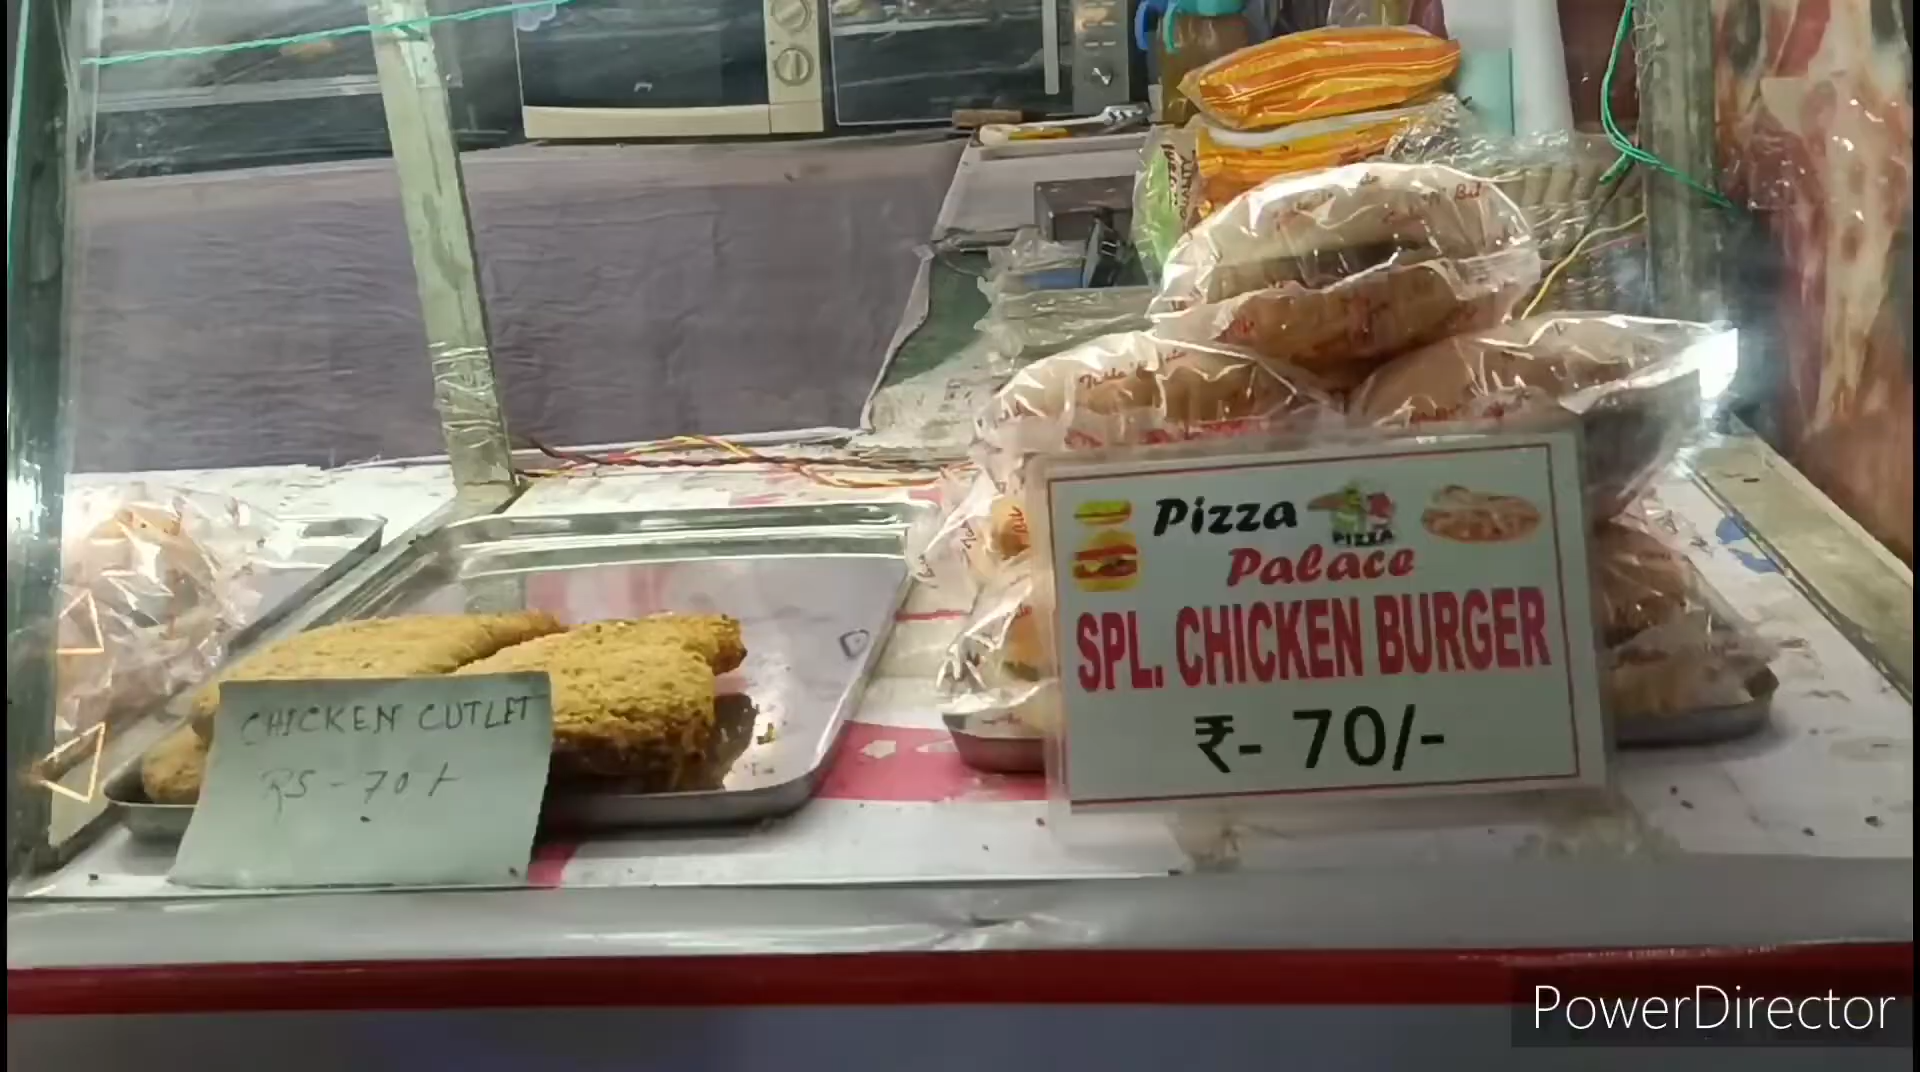 Pizza
PIZZA
Palace
SPL. CHICKEN BURGER
₹- 70/-
CHICKEN CUTLET
RS - 70/-
PowerDirector